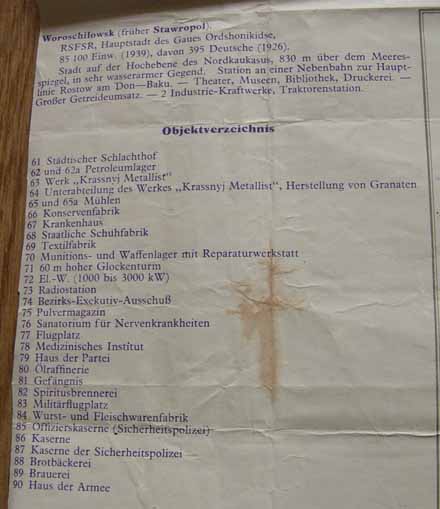 Woroschilowsk (früher Stawropol).
RSFSR, Hauptstadt des Gaues Ordshonikidse,
85 100 Einw. (1939), davon 395 Deutsche (1926).
Stadt auf der Hochebene des Nordkaukasus, 830 m über dem Meeres-
spiegel, in sehr wasserarmer Gegend. Station an einer Nebenbahn zur Haupt-
linie Rostow am Don—Baku. — Theater, Museen, Bibliothek, Druckerei. —
Großer Getreideumsatz. — 2 Industrie-Kraftwerke, Traktorenstation.
Objektverzeichnis
61 Städtischer Schlachthof
62 und 62a Petroleumlager
63 Werk „Krassnyj Metallist“
64 Unterabteilung des Werkes „Krassnyj Metallist“, Herstellung von Granaten
65 und 65a Mühlen
66 Konservenfabrik
67 Krankenhaus
68 Staatliche Schuhfabrik
69 Textilfabrik
70 Munitions- und Waffenlager mit Reparaturwerkstatt
71 60 m hoher Glockenturm
72 El.-W. (1000 bis 3000 kW)
73 Radiostation
74 Bezirks-Exekutiv-Ausschuß
75 Pulvermagazin
76 Sanatorium für Nervenkrankheiten
77 Flugplatz
78 Medizinisches Institut
79 Haus der Partei
80 Ölraffinerie
81 Gefängnis
82 Spiritusbrennerei
83 Militärflugplatz
84 Wurst- und Fleischwarenfabrik
85 Offizierskaserne (Sicherheitspolizei)
86 Kaserne
87 Kaserne der Sicherheitspolizei
88 Brotbäckerei
89 Brauerei
90 Haus der Armee